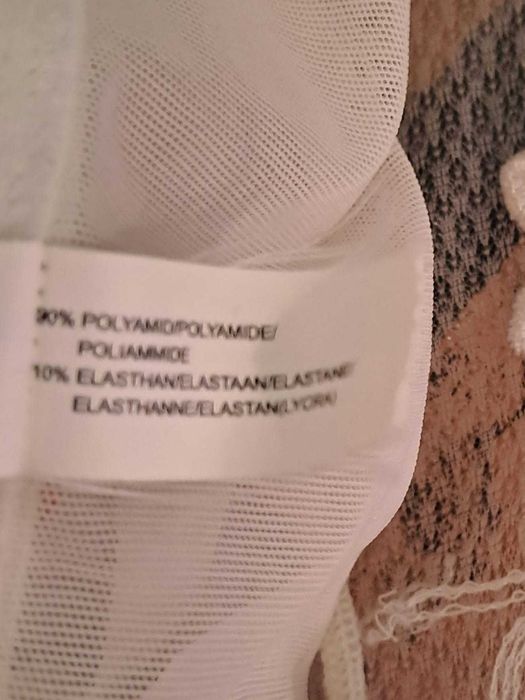 90% POLYAMID/POLYAMIDE/
POLIAMMIDE
10% ELASTHAN/ELASTAAN/ELASTANE/
ELASTHANNE/ELASTAN(LYCRA)